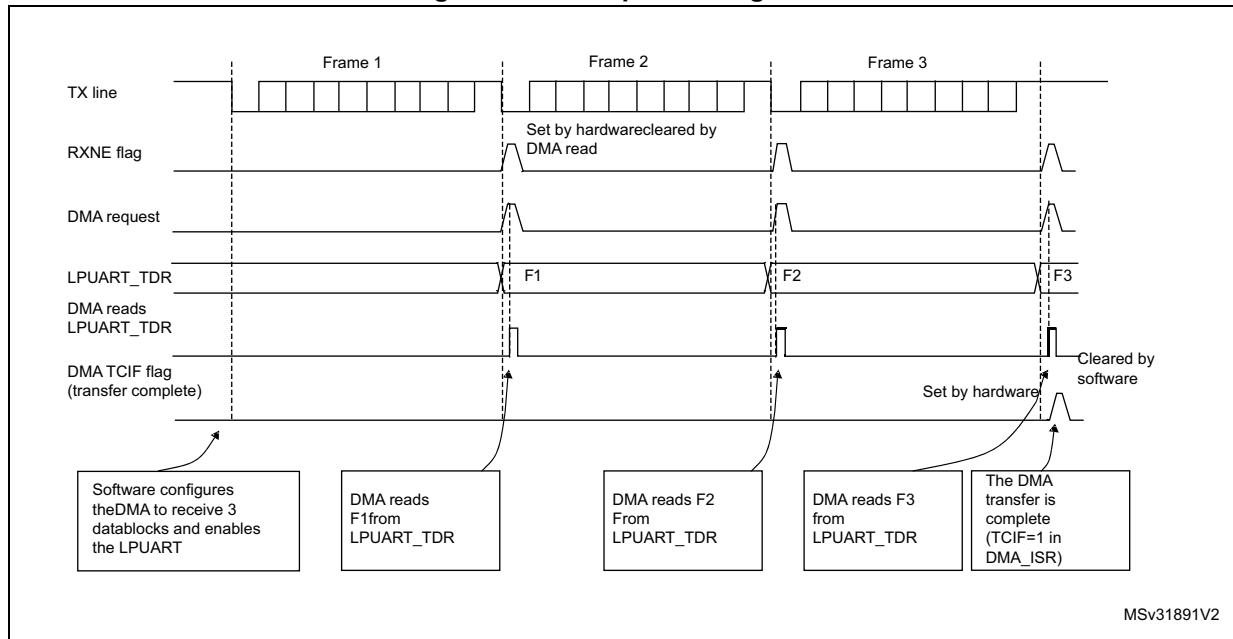 Frame 1
Frame 2
Frame 3
TX line
Set by hardwarecleared by
DMA read
RXNE flag
DMA request
LPUART_TDR
F1
F2
F3
DMA reads
LPUART_TDR
Cleared by
software
DMA TCIF flag
(transfer complete)
Set by hardware
Software configures
theDMA to receive 3
datablocks and enables
the LPUART
DMA reads
F1from
LPUART_TDR
DMA reads F2
From
LPUART_TDR
DMA reads F3
from
LPUART_TDR
The DMA
transfer is
complete
(TCIF=1 in
DMA_ISR)
MSv31891V2